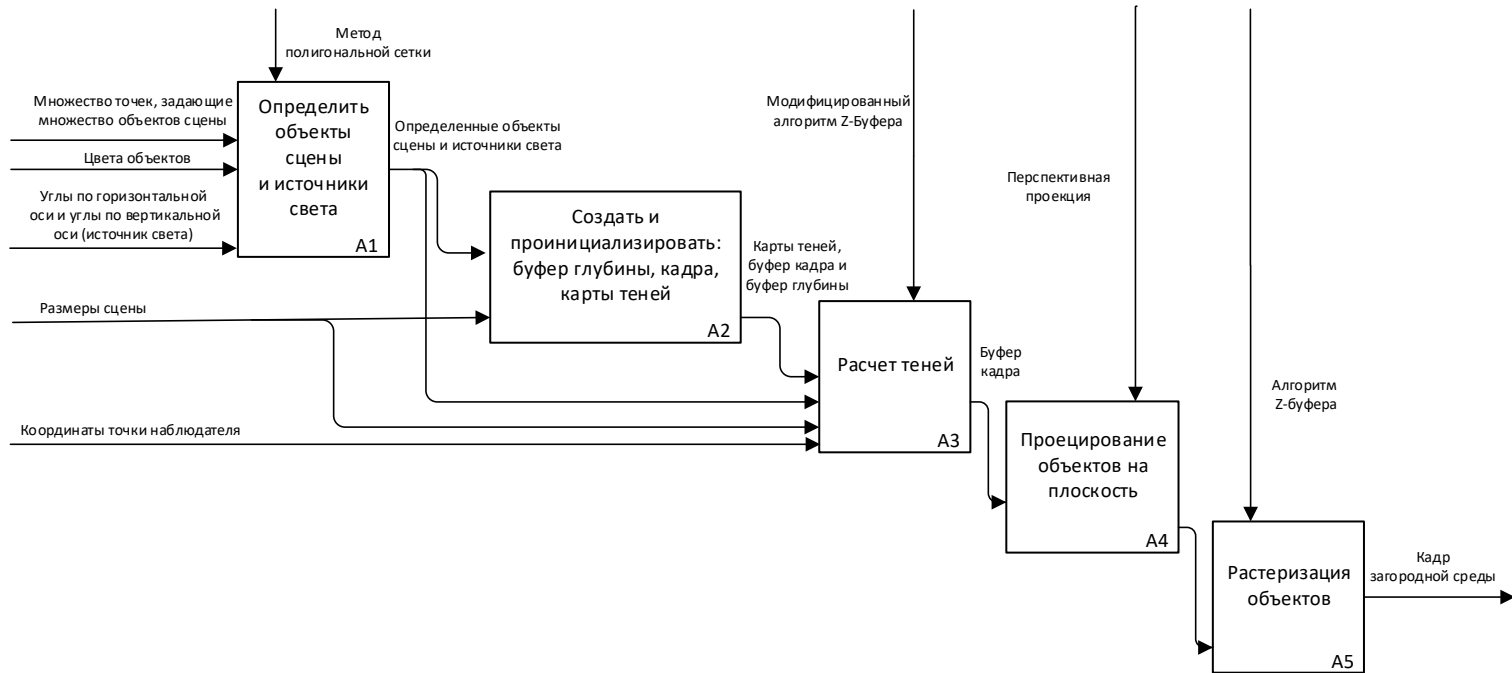 Метод
полигональной сетки
Множество точек, задающие
множество объектов сцены
Цвета объектов
Углы по горизонтальной
оси и углы по вертикальной
оси (источник света)
Определить
объекты
сцены
и источники
света
A1
Определенные объекты
сцены и источники света
Размеры сцены
Создать и
проинициализировать:
буфер глубины, кадра,
карты теней
A2
Карты теней,
буфер кадра и
буфер глубины
Модифицированный
алгоритм Z-Буфера
Координаты точки наблюдателя
Расчет теней
A3
Буфер
кадра
Перспективная
проекция
Проецирование
объектов на
плоскость
A4
Алгоритм
Z-буфера
Растеризация
объектов
A5
Кадр
загородной среды